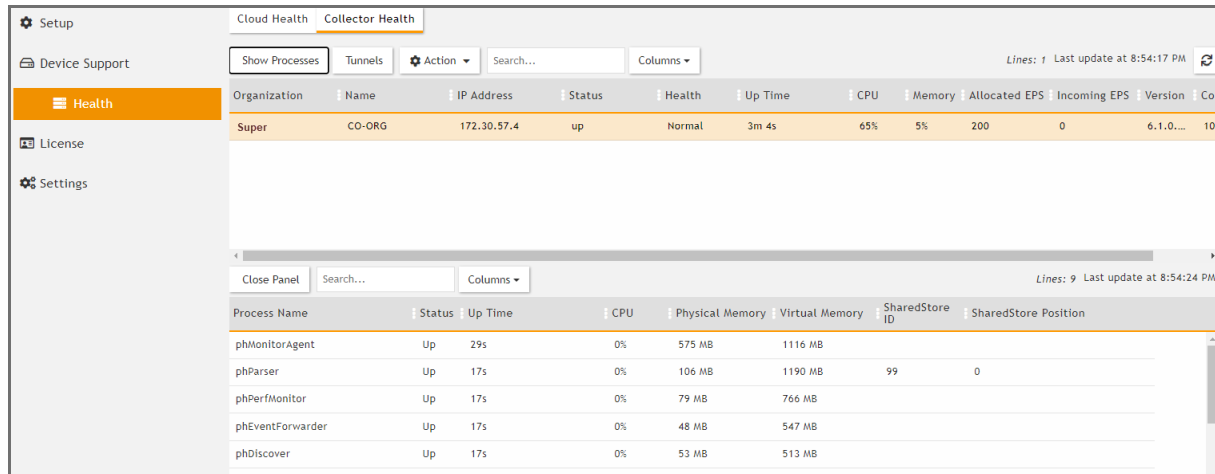 Setup
Device Support
Health
License
Settings
Cloud Health Collector Health
Show Processes Tunnels Action Search... Columns Lines: 1 Last update at 8:54:17 PM
Organization Name IP Address Status Health Up Time CPU Memory Allocated EPS Incoming EPS Version Co
Super CO-ORG 172.30.57.4 up Normal 3m 4s 65% 5% 200 0 6.1.0.... 10
Close Panel Search... Columns Lines: 9 Last update at 8:54:24 PM
Process Name Status Up Time CPU Physical Memory Virtual Memory SharedStore ID SharedStore Position
phMonitorAgent Up 29s 0% 575 MB 1116 MB
phParser Up 17s 0% 106 MB 1190 MB 99 0
phPerfMonitor Up 17s 0% 79 MB 766 MB
phEventForwarder Up 17s 0% 48 MB 547 MB
phDiscover Up 17s 0% 53 MB 513 MB